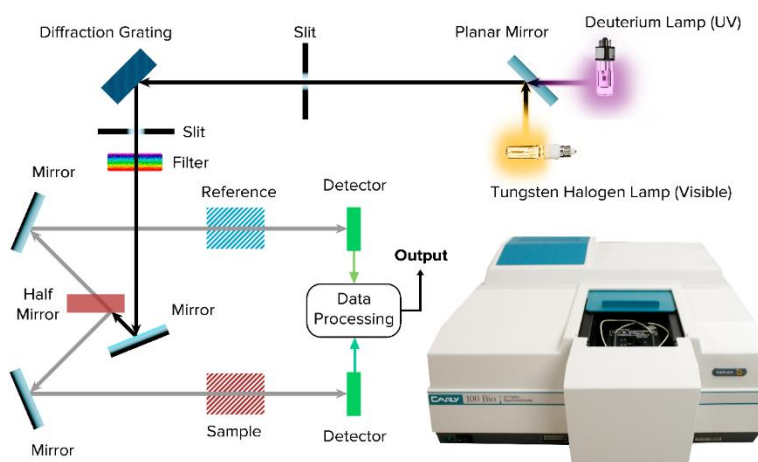 Deuterium Lamp (UV)
Diffraction Grating
Slit
Planar Mirror
Slit
Filter
Mirror
Reference
Detector
Tungsten Halogen Lamp (Visible)
Output
Half
Mirror
Mirror
Data
Processing
Mirror
Sample
Detector
CARY 100 Bio